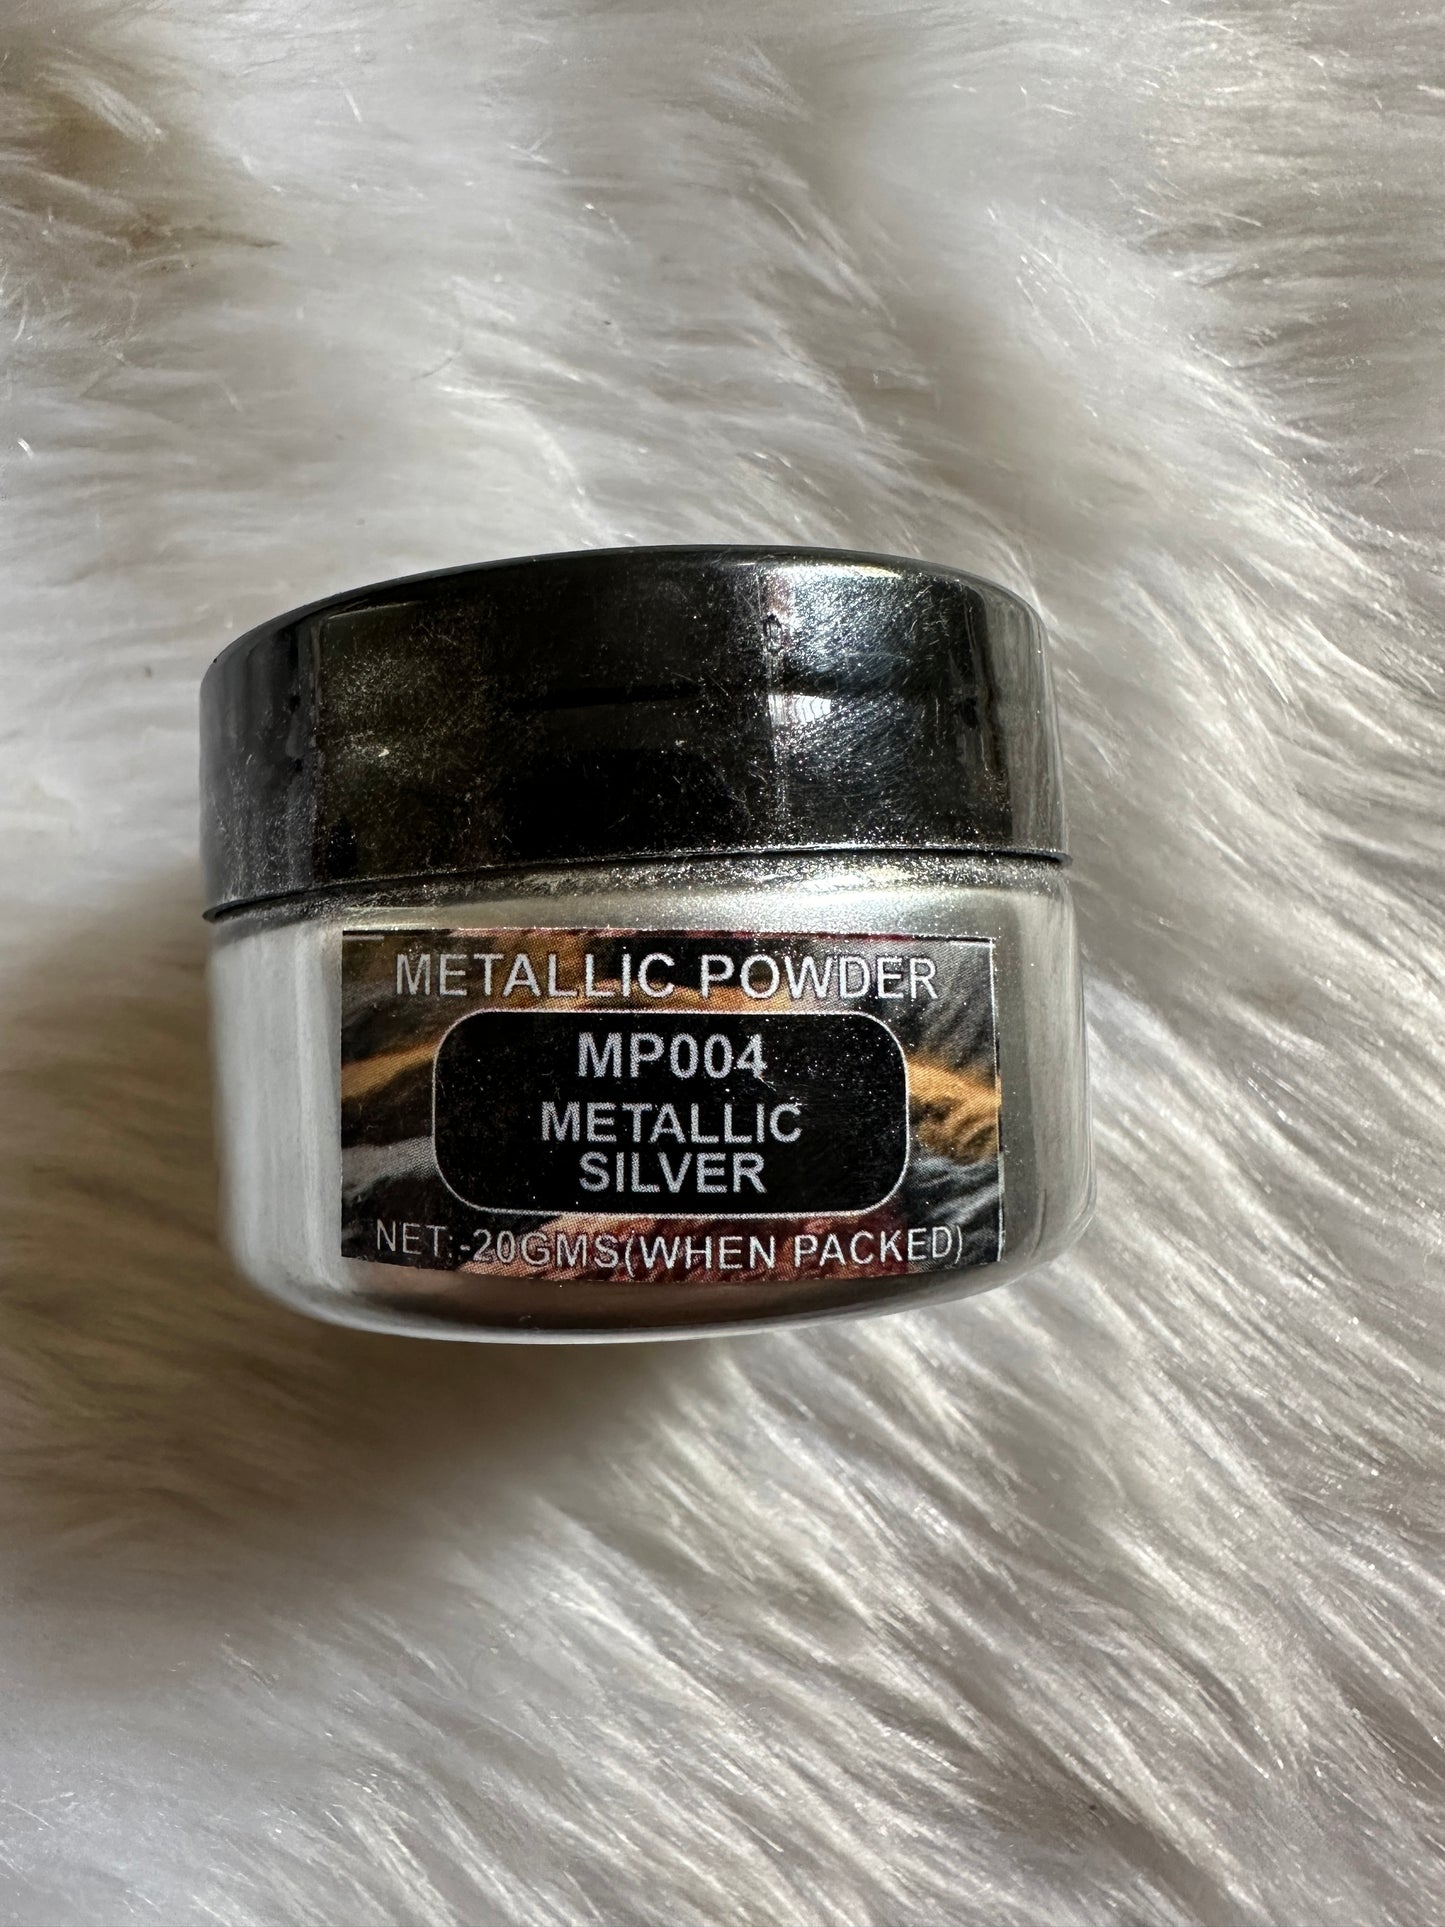 METALLIC POWDER
MP004
METALLIC
SILVER
NET:-20GMS(WHEN PACKED)